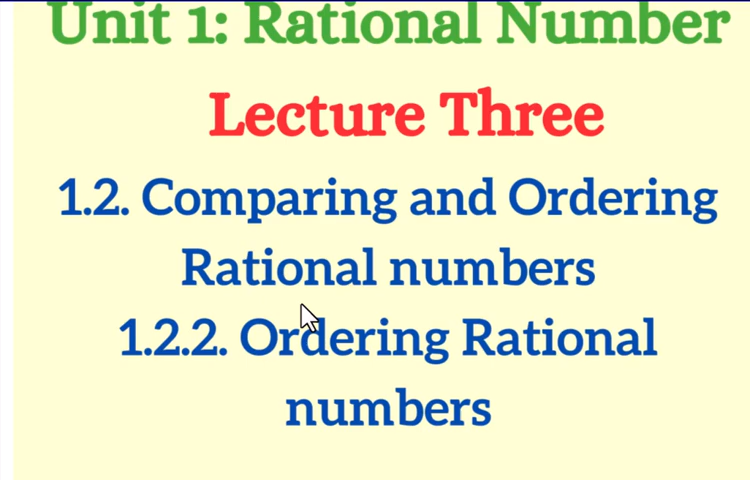 Unit 1: Rational Number
Lecture Three
1.2. Comparing and Ordering
Rational numbers
1.2.2. Ordering Rational
numbers